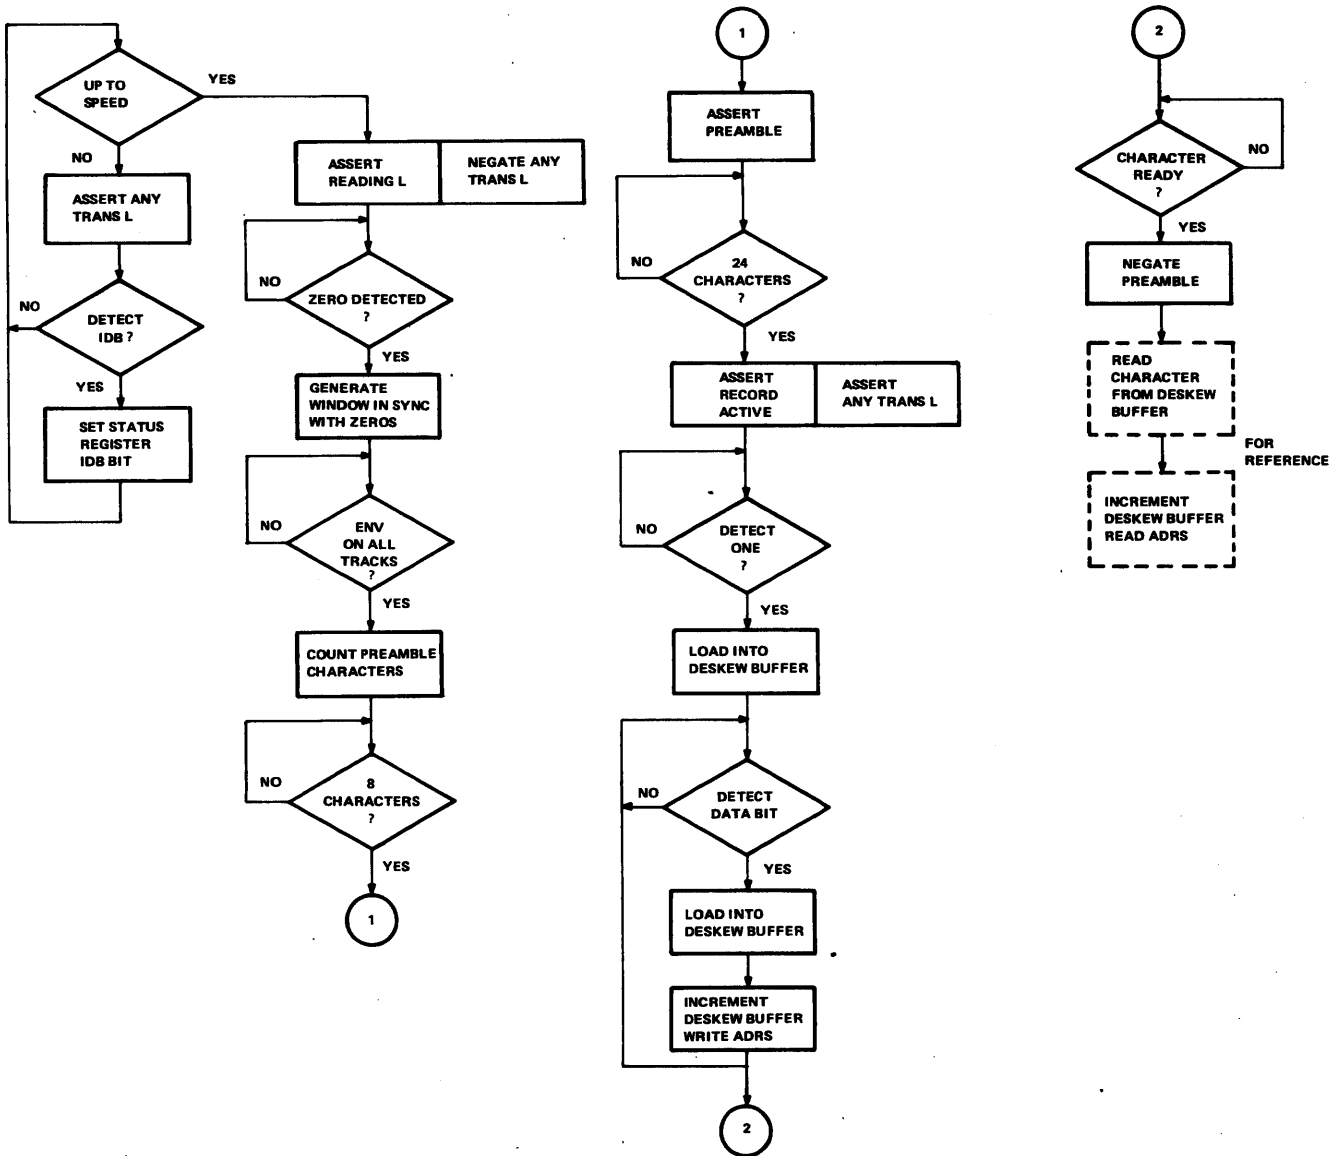 UP TO
SPEED
YES
NO
ASSERT ANY
TRANS L
NO
DETECT
IDB ?
YES
SET STATUS
REGISTER
IDB BIT
ASSERT
READING L
NEGATE ANY
TRANS L
NO
ZERO DETECTED
?
YES
GENERATE
WINDOW IN SYNC
WITH ZEROS
NO
ENV
ON ALL
TRACKS
?
YES
COUNT PREAMBLE
CHARACTERS
NO
8
CHARACTERS
?
YES
1
1
ASSERT
PREAMBLE
NO
24
CHARACTERS
?
YES
ASSERT
RECORD
ACTIVE
ASSERT
ANY TRANS L
NO
DETECT
ONE
?
YES
LOAD INTO
DESKEW BUFFER
NO
DETECT
DATA BIT
YES
LOAD INTO
DESKEW BUFFER
INCREMENT
DESKEW BUFFER
WRITE ADRS
2
2
CHARACTER
READY
?
NO
YES
NEGATE
PREAMBLE
READ
CHARACTER
FROM DESKEW
BUFFER
FOR
REFERENCE
INCREMENT
DESKEW BUFFER
READ ADRS